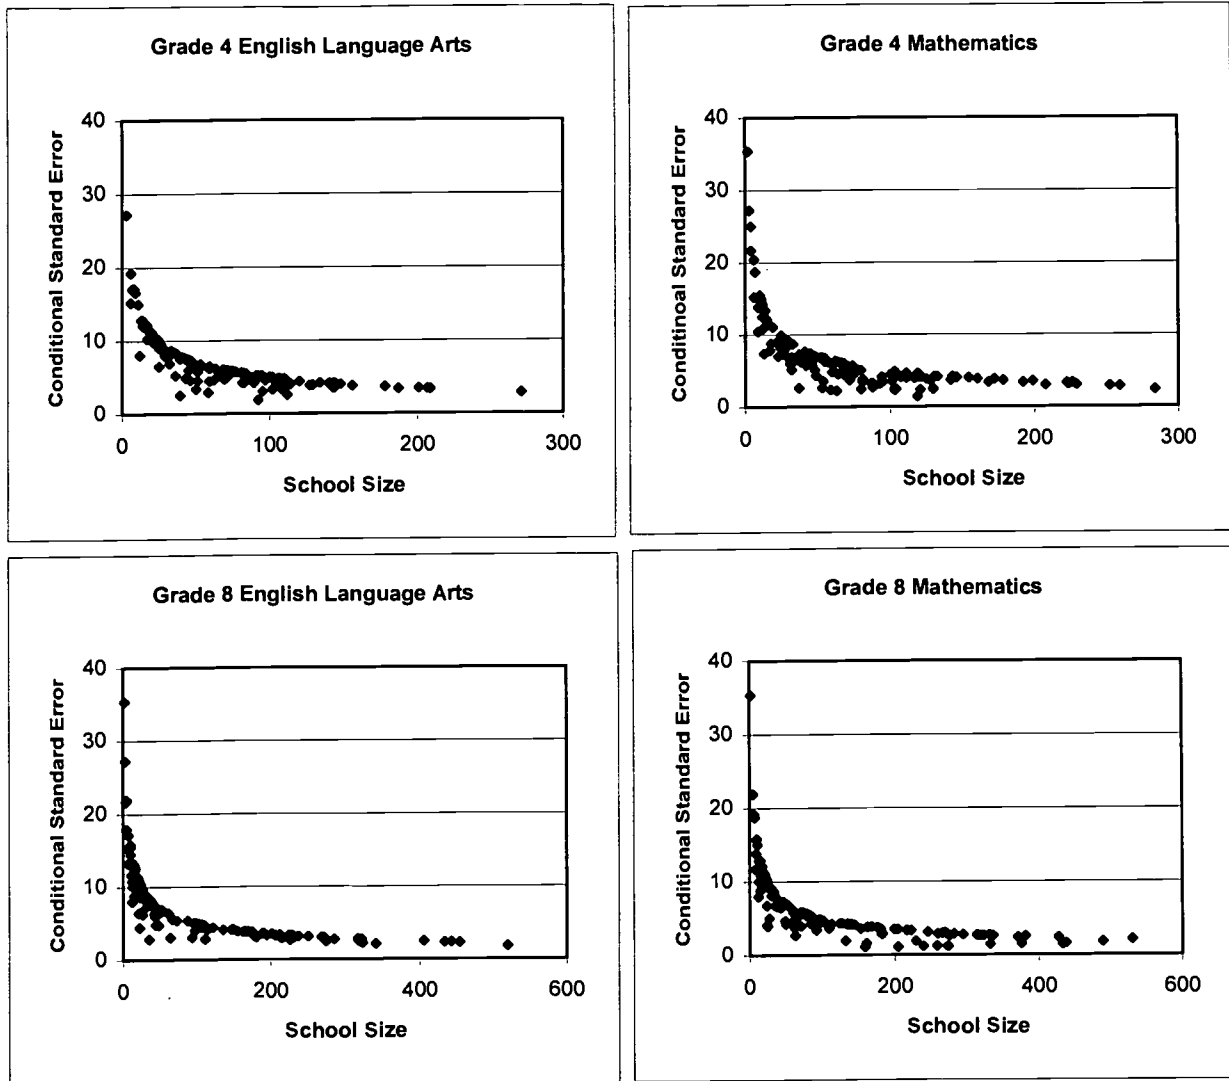 Grade 4 English Language Arts
Conditional Standard Error
40
30
20
10
0
0 100 200 300
School Size
Grade 4 Mathematics
Conditinoal Standard Error
40
30
20
10
0
0 100 200 300
School Size
Grade 8 English Language Arts
Conditional Standard Error
40
30
20
10
0
0 200 400 600
School Size
Grade 8 Mathematics
Conditional Standard Error
40
30
20
10
0
0 200 400 600
School Size